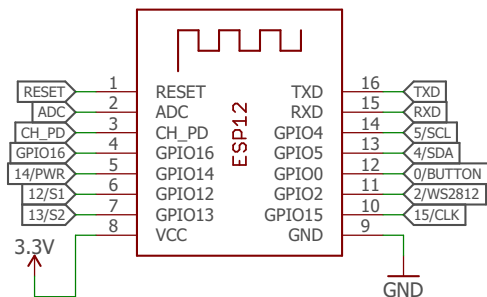 RESET 1 RESET TXD 16 TXD
ADC 2 ADC RXD 15 RXD
CH_PD 3 CH_PD GPIO4 14 5/SCL
GPIO16 4 GPIO16 GPIO5 13 4/SDA
14/PWR 5 GPIO14 GPIO0 12 0/BUTTON
12/S1 6 GPIO12 GPIO2 11 2/WS2812
13/S2 7 GPIO13 GPIO15 10 15/CLK
8 VCC GND 9
ESP12
3.3V
GND